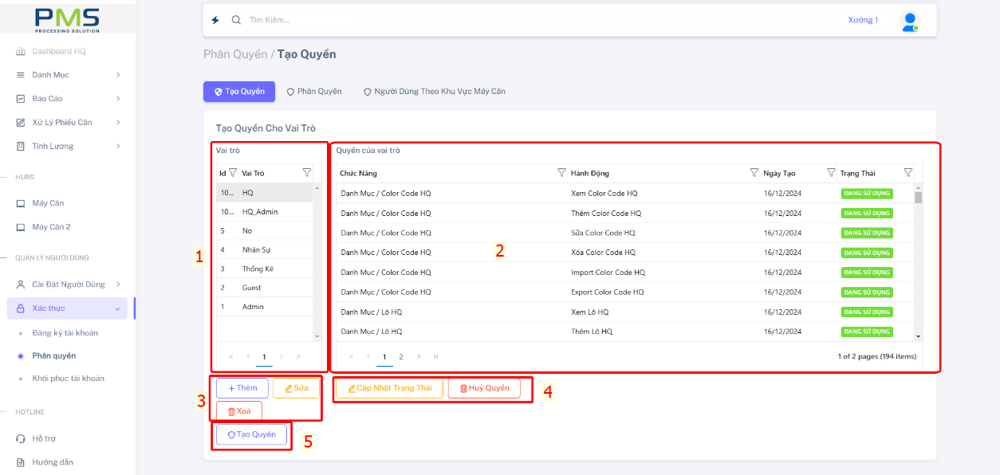 PMS
PROCESSING SOLUTION
Tìm Kiếm...
Xưởng 1
Dashboard HQ
Danh Mục
Báo Cáo
Xử Lý Phiếu Cân
Tính Lương
HUBS
Máy Cân
Máy Cân 2
QUẢN LÝ NGƯỜI DÙNG
Cài Đặt Người Dùng
Xác thực
Đăng ký tài khoản
Phân quyền
Khôi phục tài khoản
HOTLINE
Hỗ trợ
Hướng dẫn
Phân Quyền / Tạo Quyền
Tạo Quyền Phân Quyền Người Dùng Theo Khu Vực Máy Cân
Tạo Quyền Cho Vai Trò
Vai trò
Id Vai Trò
10... HQ
10... HQ_Admin
5 No
4 Nhân Sự
3 Thống Kê
2 Guest
1 Admin
1
1
Quyền của vai trò
Chức Năng Hành Động Ngày Tạo Trạng Thái
Danh Mục / Color Code HQ Xem Color Code HQ 16/12/2024 ĐANG SỬ DỤNG
Danh Mục / Color Code HQ Thêm Color Code HQ 16/12/2024 ĐANG SỬ DỤNG
Danh Mục / Color Code HQ Sửa Color Code HQ 16/12/2024 ĐANG SỬ DỤNG
Danh Mục / Color Code HQ Xóa Color Code HQ 16/12/2024 ĐANG SỬ DỤNG
Danh Mục / Color Code HQ Import Color Code HQ 16/12/2024 ĐANG SỬ DỤNG
Danh Mục / Color Code HQ Export Color Code HQ 16/12/2024 ĐANG SỬ DỤNG
Danh Mục / Lô HQ Xem Lô HQ 16/12/2024 ĐANG SỬ DỤNG
Danh Mục / Lô HQ Thêm Lô HQ 16/12/2024 ĐANG SỬ DỤNG
2
1 2 1 of 2 pages (194 items)
Thêm Sửa
Xoá
3
Cập Nhật Trạng Thái Huỷ Quyền
4
Tạo Quyền
5